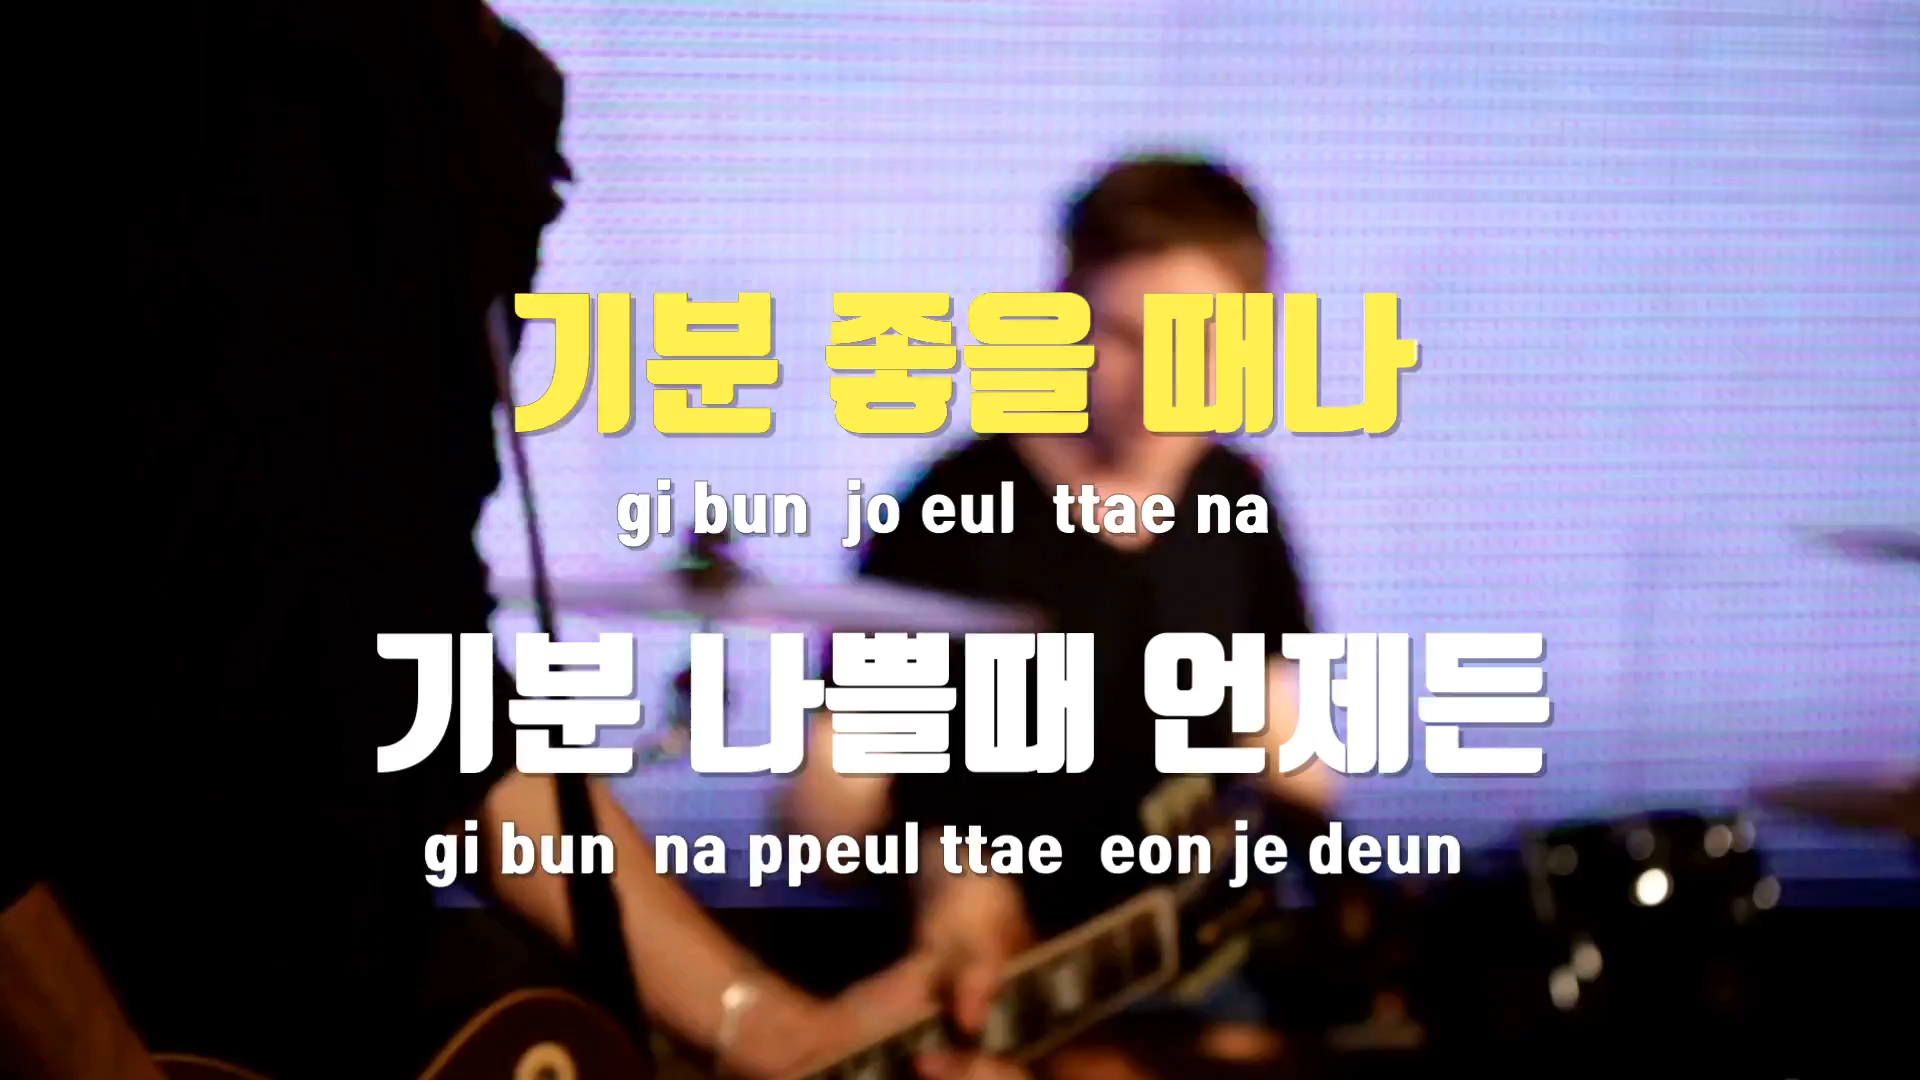 기분 좋을 때나
gi bun jo eul ttae na
기분 나쁠때 언제든
gi bun na ppeul ttae eon je deun